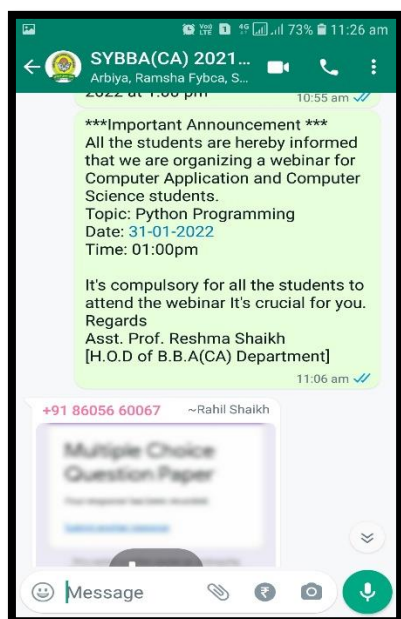 73% 11:26 am
SYBBA(CA) 2021...
Arbiya, Ramsha Fybca, S...
2022 at 1:00 pm
10:55 am
***Important Announcement ***
All the students are hereby informed
that we are organizing a webinar for
Computer Application and Computer
Science students.
Topic: Python Programming
Date: 31-01-2022
Time: 01:00pm
It's compulsory for all the students to
attend the webinar It's crucial for you.
Regards
Asst. Prof. Reshma Shaikh
[H.O.D of B.B.A(CA) Department]
11:06 am
+91 86056 60067 ~Rahil Shaikh
Multiple Choice
Question Paper
Message